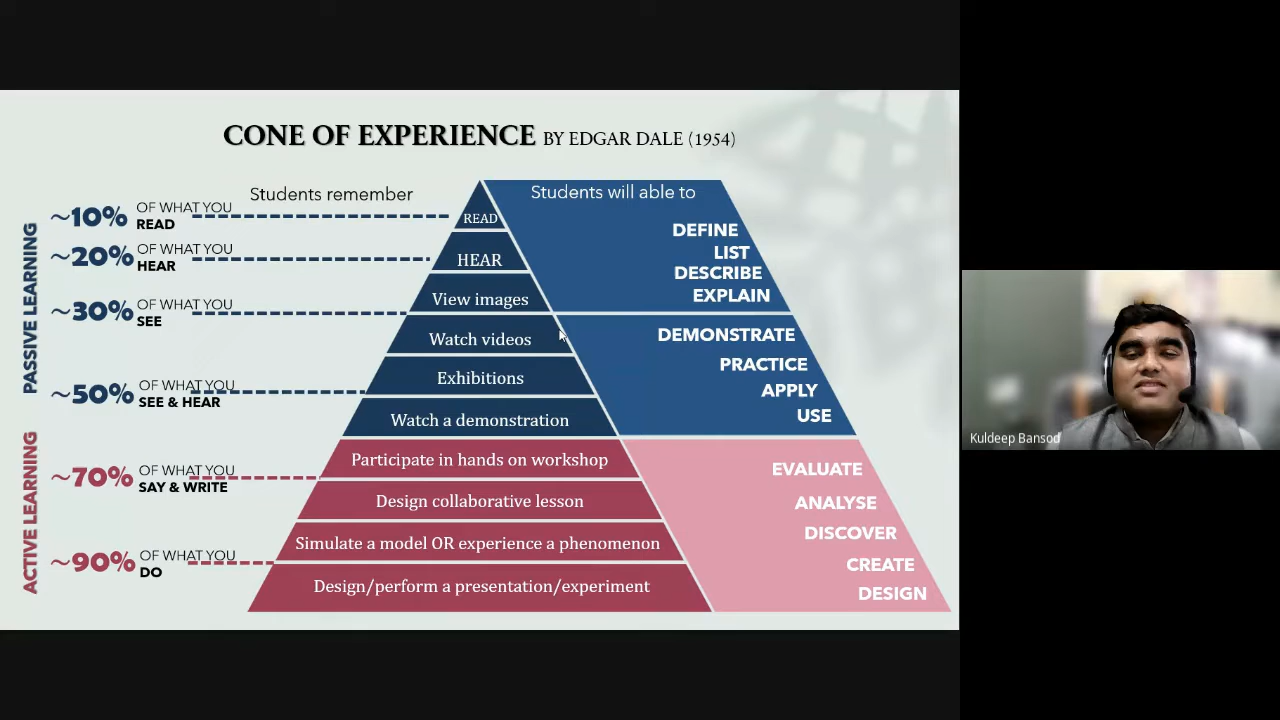 CONE OF EXPERIENCE BY EDGAR DALE (1954)
Students remember
Students will able to
PASSIVE LEARNING
~10% OF WHAT YOU READ
~20% OF WHAT YOU HEAR
~30% OF WHAT YOU SEE
~50% OF WHAT YOU SEE & HEAR
ACTIVE LEARNING
~70% OF WHAT YOU SAY & WRITE
~90% OF WHAT YOU DO
READ
HEAR
View images
Watch videos
Exhibitions
Watch a demonstration
Participate in hands on workshop
Design collaborative lesson
Simulate a model OR experience a phenomenon
Design/perform a presentation/experiment
DEFINE
LIST
DESCRIBE
EXPLAIN
DEMONSTRATE
PRACTICE
APPLY
USE
EVALUATE
ANALYSE
DISCOVER
CREATE
DESIGN
Kuldeep Bansod